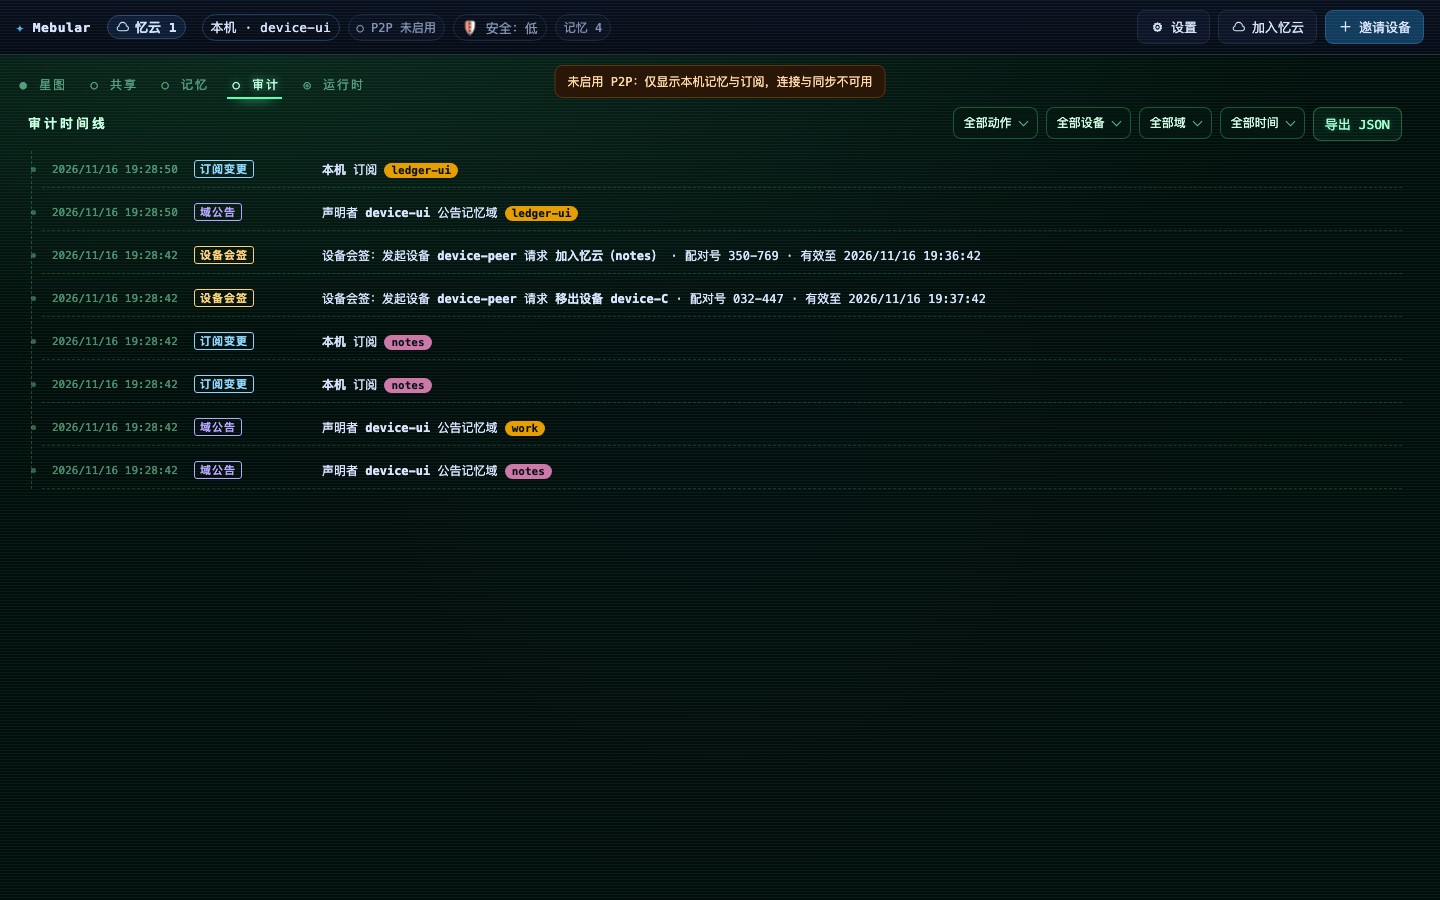 ✦ Mebular 忆云 1 本机 · device-ui ○ P2P 未启用 安全: 低 记忆 4 ⚙ 设置 加入忆云 + 邀请设备
● 星图 ○ 共享 ○ 记忆 ○ 审计 ◎ 运行时
未启用 P2P: 仅显示本机记忆与订阅，连接与同步不可用
审计时间线 全部动作 全部设备 全部域 全部时间 导出 JSON
2026/11/16 19:28:50 订阅变更 本机 订阅 ledger-ui
2026/11/16 19:28:50 域公告 声明者 device-ui 公告记忆域 ledger-ui
2026/11/16 19:28:42 设备会签 设备会签: 发起设备 device-peer 请求 加入忆云 (notes) · 配对号 350-769 · 有效至 2026/11/16 19:36:42
2026/11/16 19:28:42 设备会签 设备会签: 发起设备 device-peer 请求 移出设备 device-C · 配对号 032-447 · 有效至 2026/11/16 19:37:42
2026/11/16 19:28:42 订阅变更 本机 订阅 notes
2026/11/16 19:28:42 订阅变更 本机 订阅 notes
2026/11/16 19:28:42 域公告 声明者 device-ui 公告记忆域 work
2026/11/16 19:28:42 域公告 声明者 device-ui 公告记忆域 notes